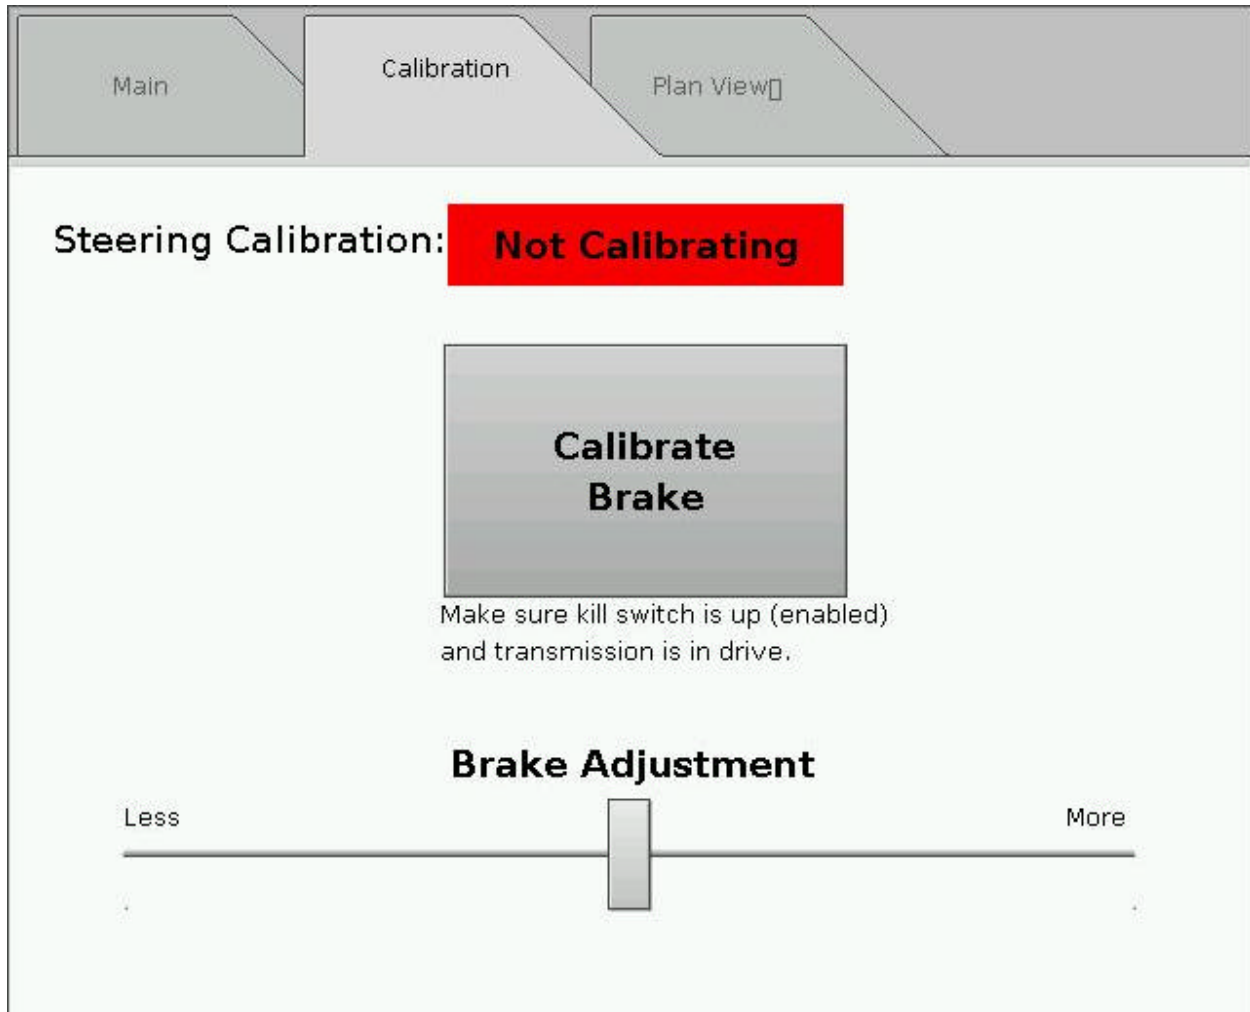 Main
Calibration
Plan View▯
Steering Calibration:
Not Calibrating
Calibrate
Brake
Make sure kill switch is up (enabled)
and transmission is in drive.
Brake Adjustment
Less
More